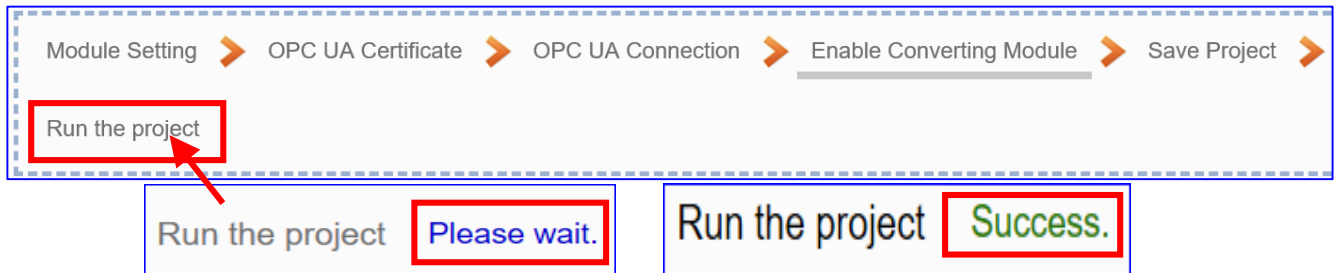 Module Setting OPC UA Certificate OPC UA Connection Enable Converting Module Save Project
Run the project
Run the project Please wait.
Run the project Success.